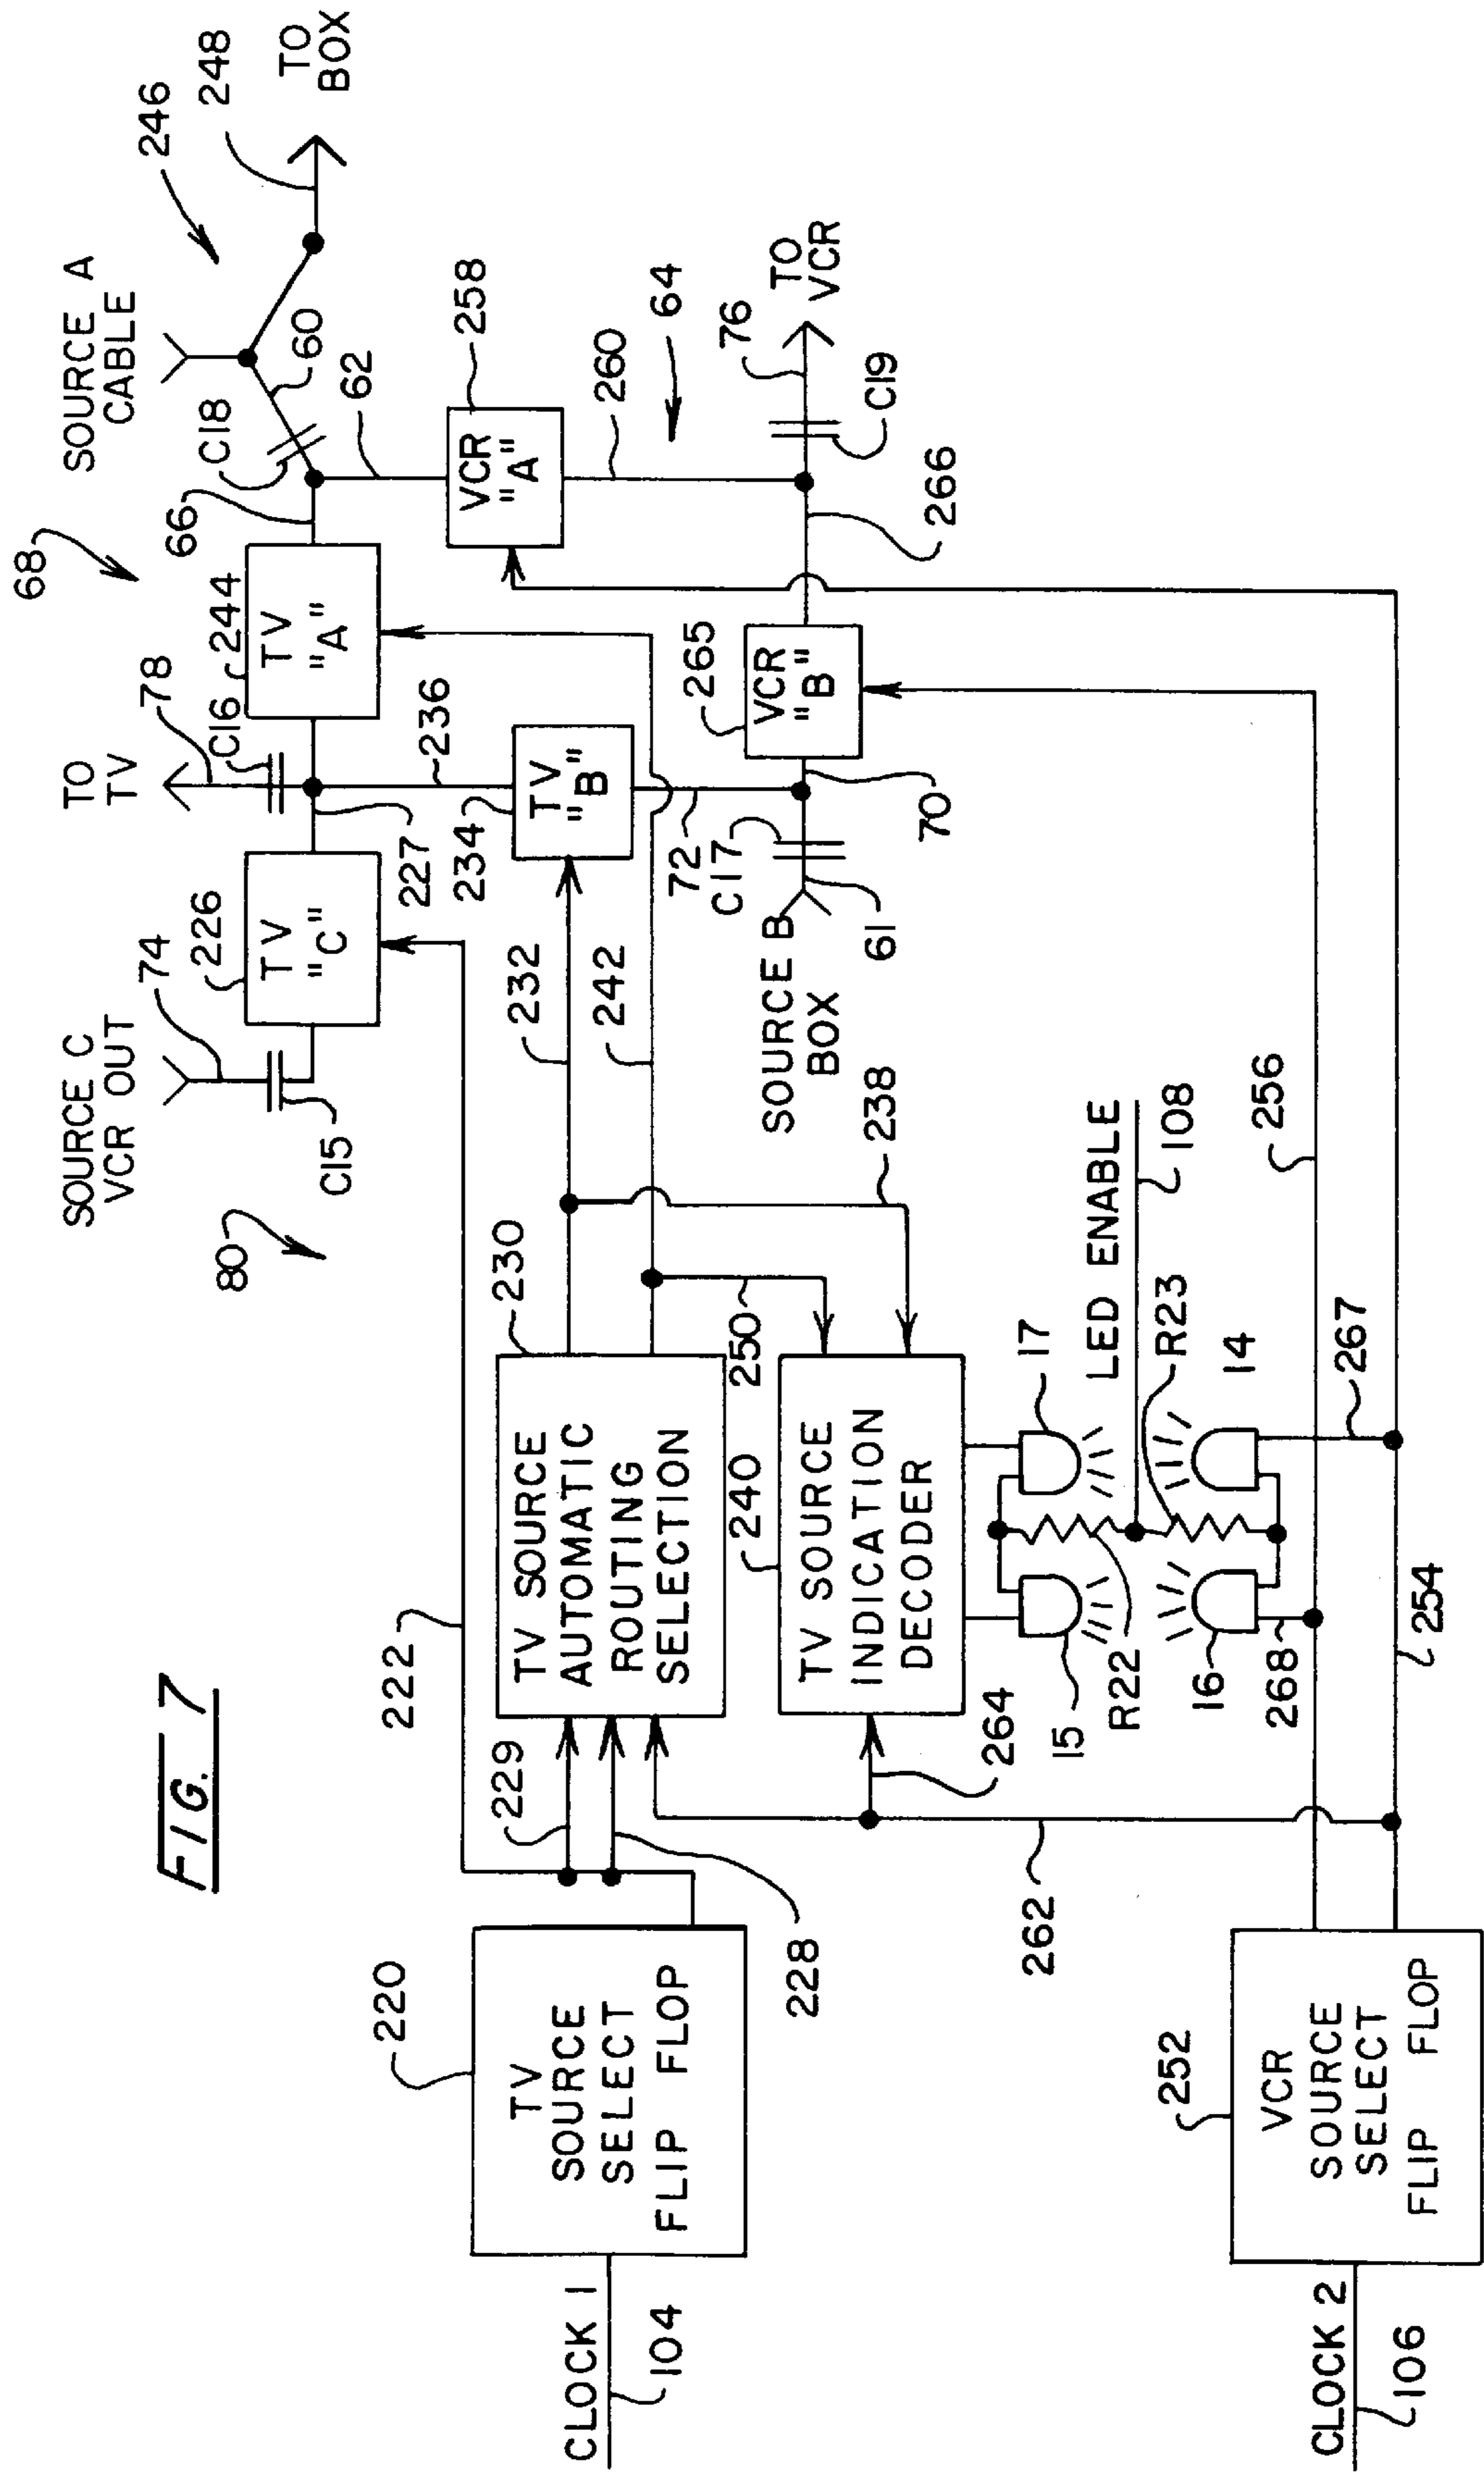 FIG. 7
SOURCE C
VCR OUT
74
80
C15
226
TV
"C"
TO
TV
78
C16
227
68
244
TV
"A"
66
SOURCE A
CABLE
C18
60
62
246
248
TO
BOX
258
VCR
"A"
260
64
236
234
TV
"B"
72
C17
SOURCE B
BOX
61
70
265
VCR
"B"
266
76
C19
TO
VCR
222
220
TV
SOURCE
SELECT
FLIP FLOP
CLOCK 1
104
229
228
230
TV SOURCE
AUTOMATIC
ROUTING
SELECTION
232
242
238
250
240
TV SOURCE
INDICATION
DECODER
264
262
15
17
R22
LED ENABLE
108
R23
16
14
268
267
256
254
252
VCR
SOURCE
SELECT
FLIP FLOP
CLOCK 2
106